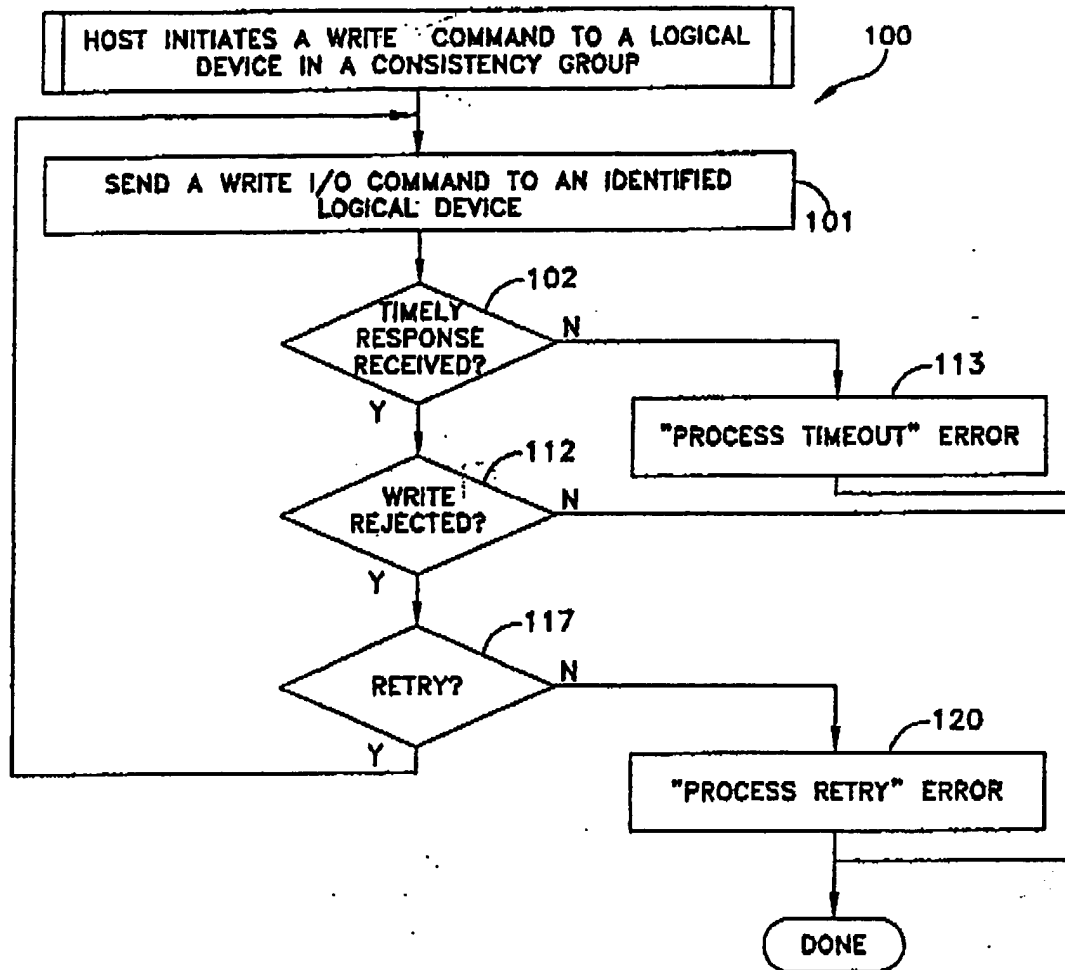 HOST INITIATES A WRITE COMMAND TO A LOGICAL
DEVICE IN A CONSISTENCY GROUP
100
SEND A WRITE I/O COMMAND TO AN IDENTIFIED
LOGICAL DEVICE
101
102
TIMELY
RESPONSE
RECEIVED?
N
Y
113
"PROCESS TIMEOUT" ERROR
112
WRITE
REJECTED?
N
Y
117
RETRY?
N
Y
120
"PROCESS RETRY" ERROR
DONE